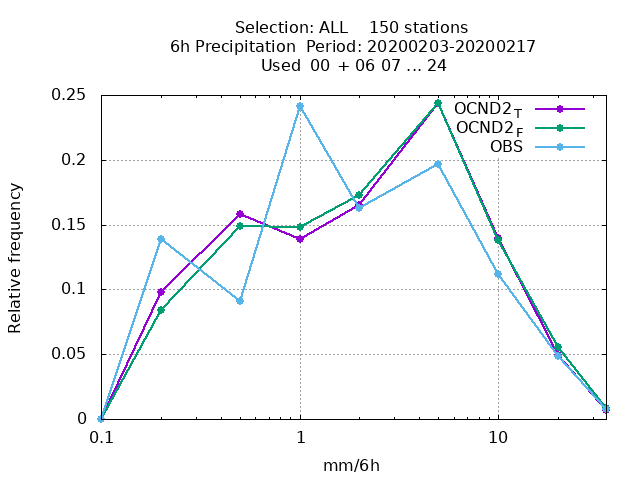 Selection: ALL    150 stations
6h Precipitation  Period: 20200203-20200217
Used  00  + 06 07 ... 24
0.25
0.2
0.15
0.1
0.05
0
0.1
1
10
Relative frequency
mm/6h
OCND2T
OCND2F
OBS